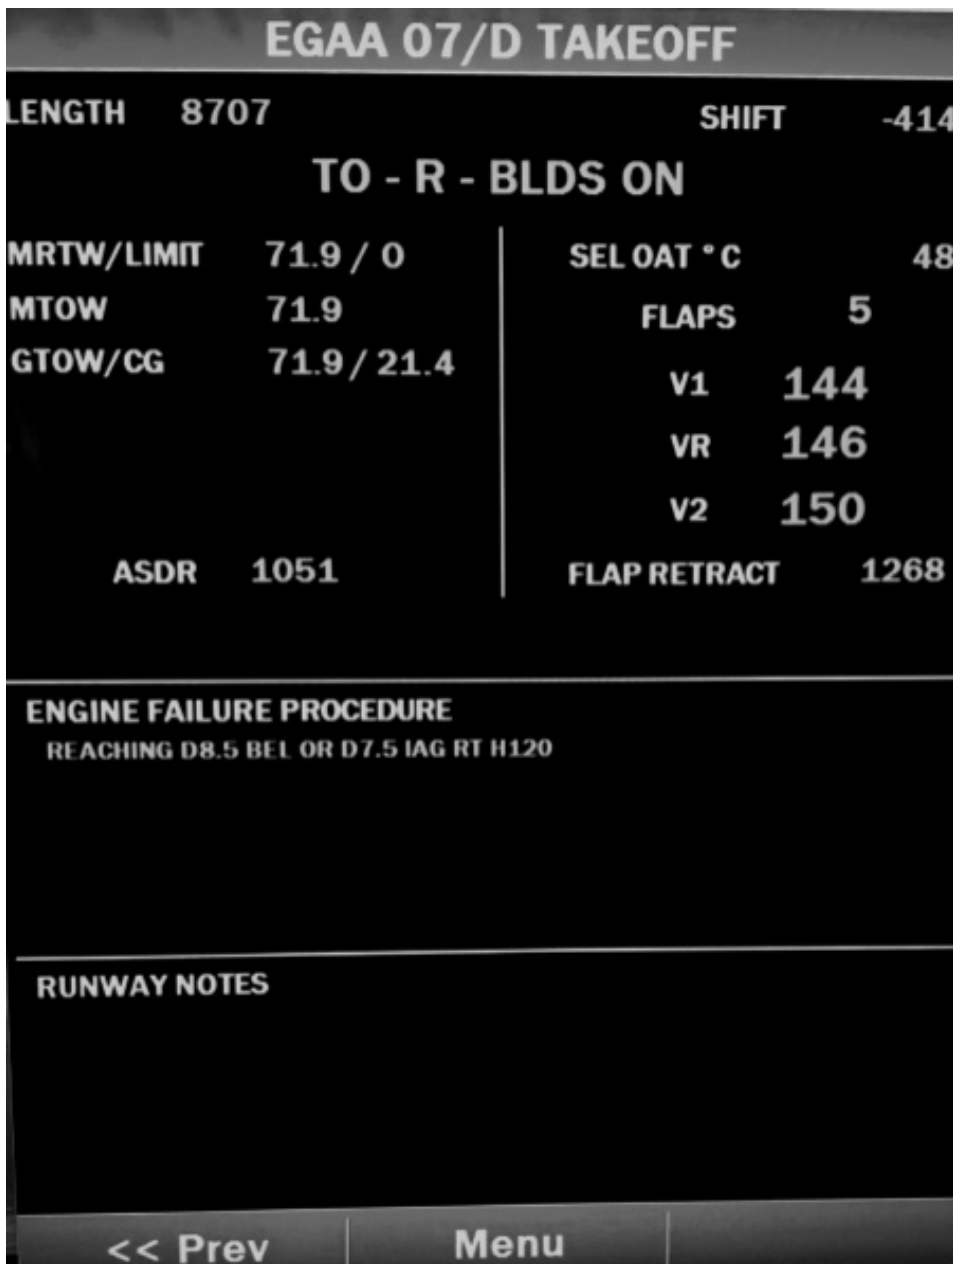 EGAA 07/D TAKEOFF
LENGTH 8707 SHIFT -414
TO - R - BLDS ON
MRTW/LIMIT 71.9 / 0 SEL OAT °C 48
MTOW 71.9 FLAPS 5
GTOW/CG 71.9 / 21.4
V1 144
VR 146
V2 150
ASDR 1051 FLAP RETRACT 1268
ENGINE FAILURE PROCEDURE
REACHING D8.5 BEL OR D7.5 IAG RT H120
RUNWAY NOTES
<< Prev Menu